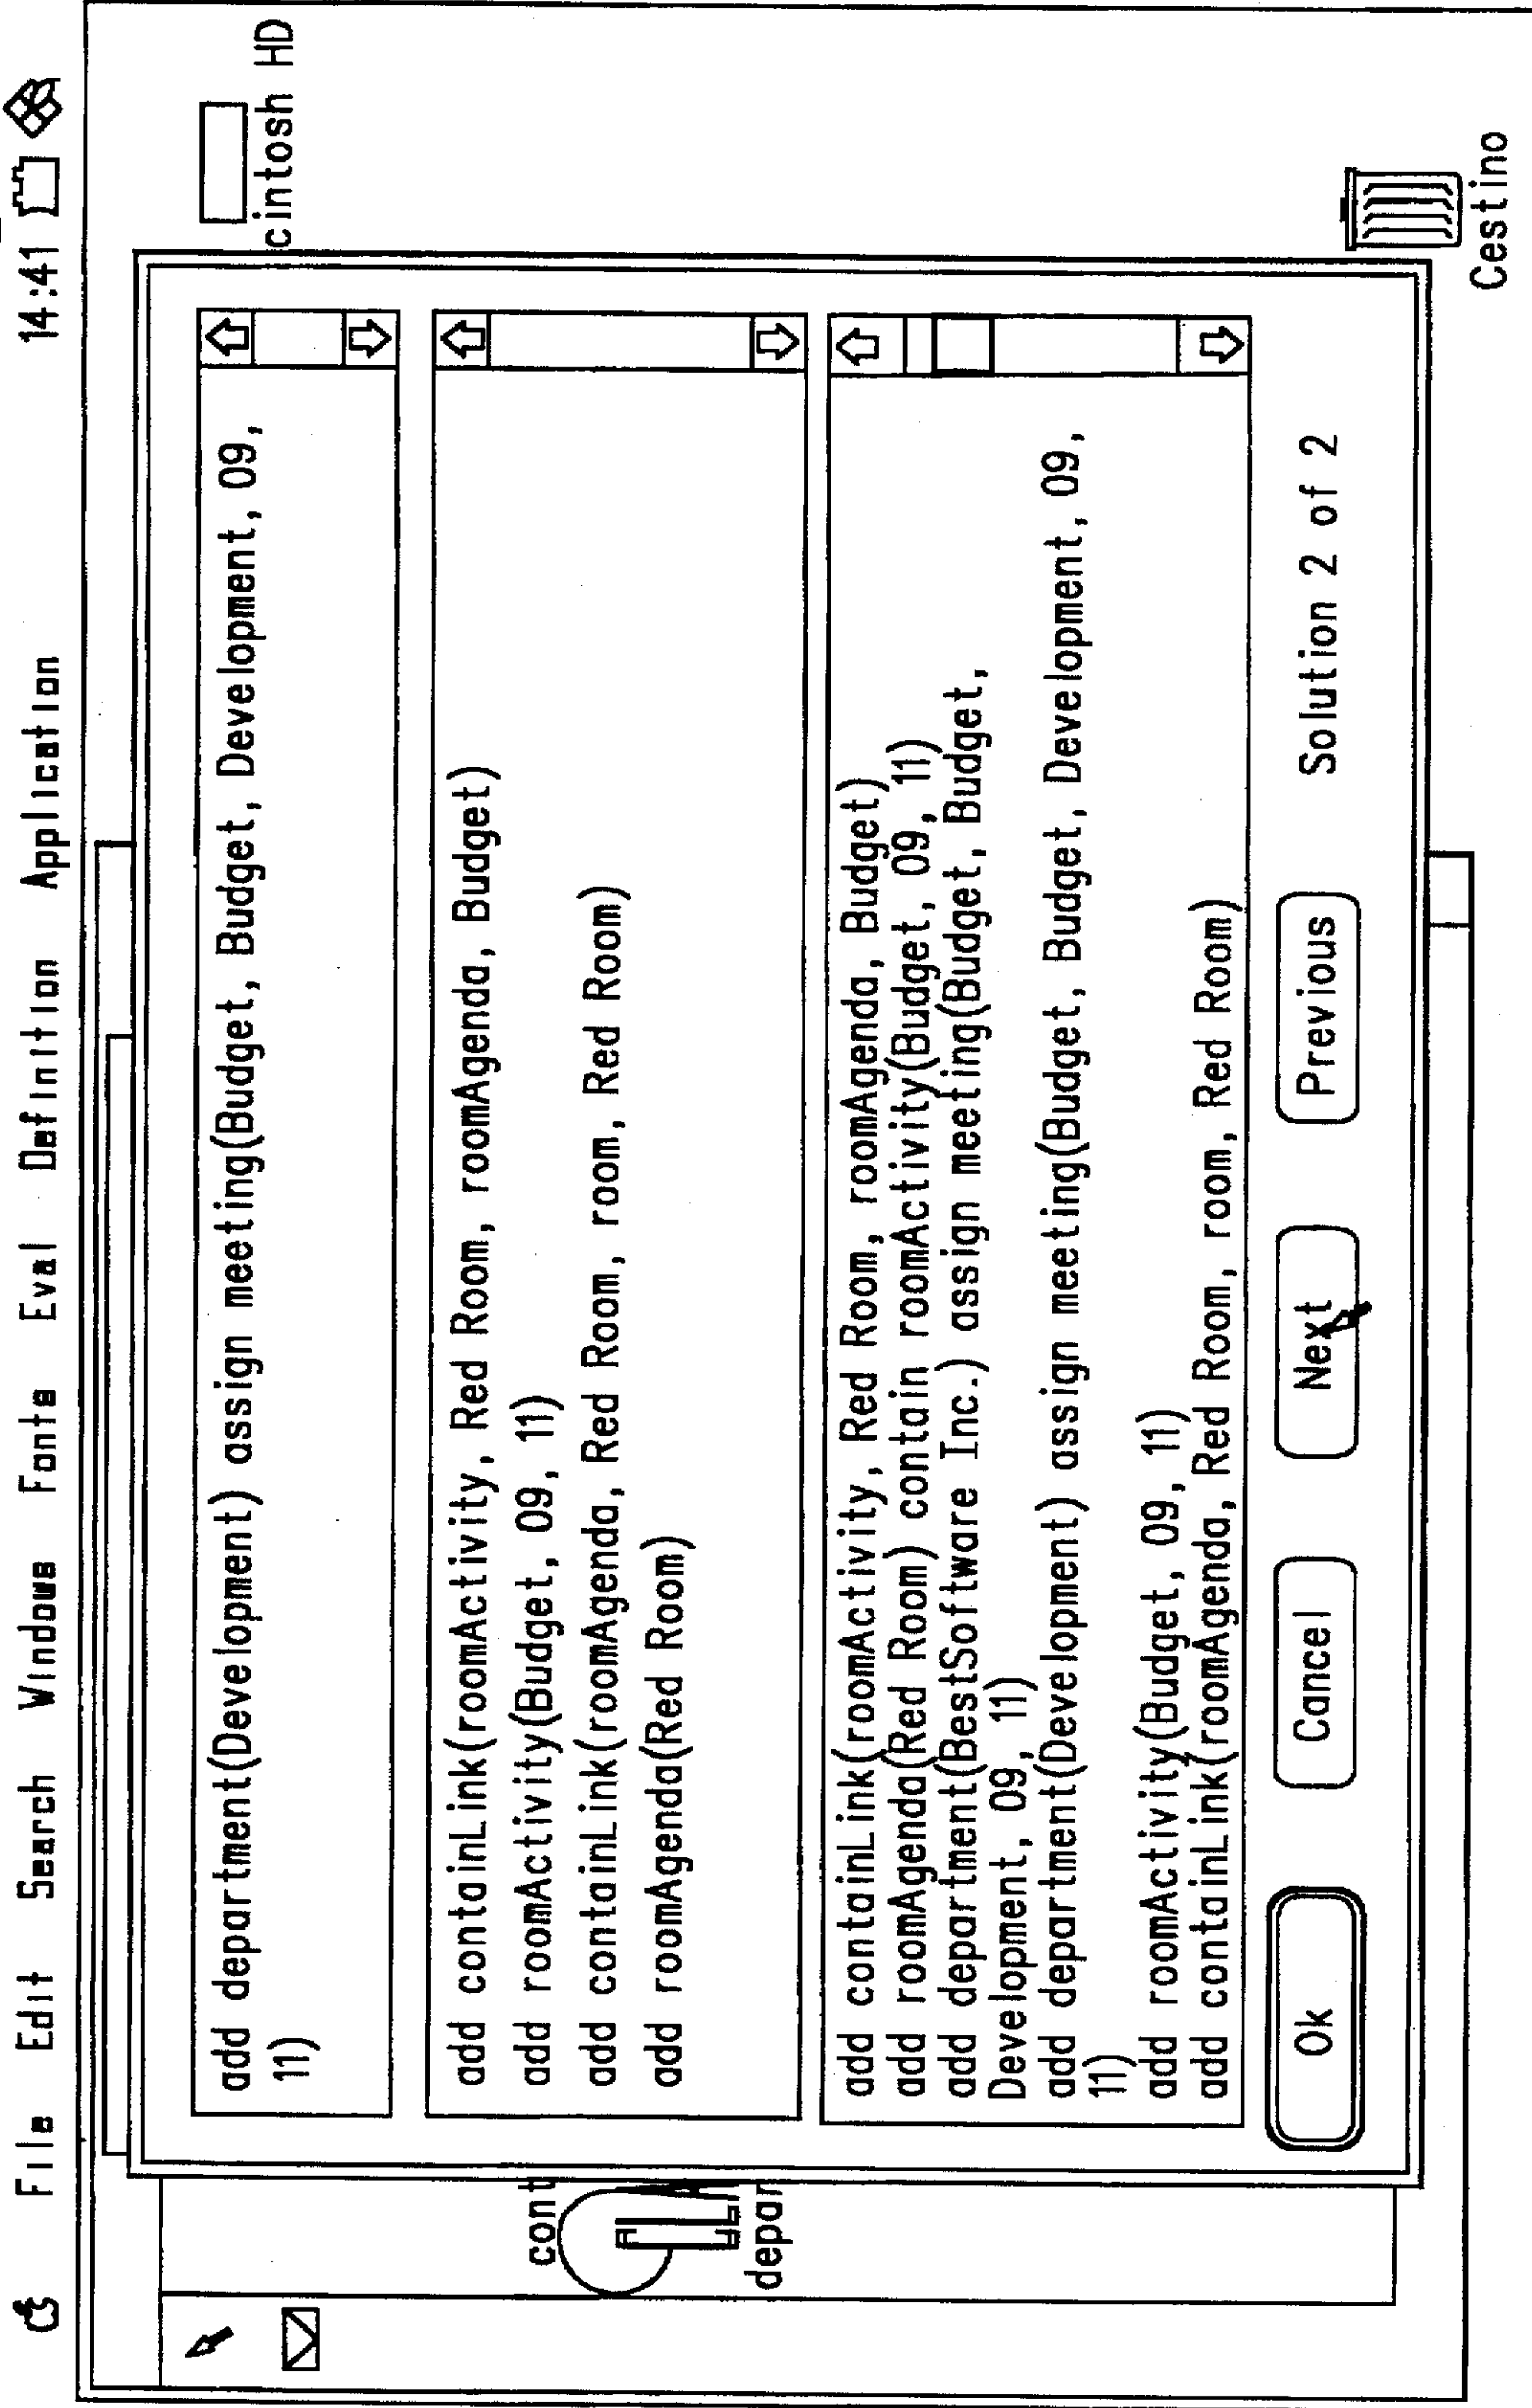 File Edit Search Windows Fonts Eval Definition Application 14:41
cintosh HD
add department(Development) assign meeting(Budget, Budget, Development, 09,
11)
add containLink(roomActivity, Red Room, roomAgenda, Budget)
add roomActivity(Budget, 09, 11)
add containLink(roomAgenda, Red Room, room, Red Room)
add roomAgenda(Red Room)
cont
depar
add containLink(roomActivity, Red Room, roomAgenda, Budget)
add roomAgenda(Red Room) contain roomActivity(Budget, 09, 11)
add department(BestSoftware Inc.) assign meeting(Budget, Budget,
Development, 09, 11)
add department(Development) assign meeting(Budget, Budget, Development, 09,
11)
add roomActivity(Budget, 09, 11)
add containLink(roomAgenda, Red Room, room, Red Room)
Ok Cancel Next Previous Solution 2 of 2
Cestino